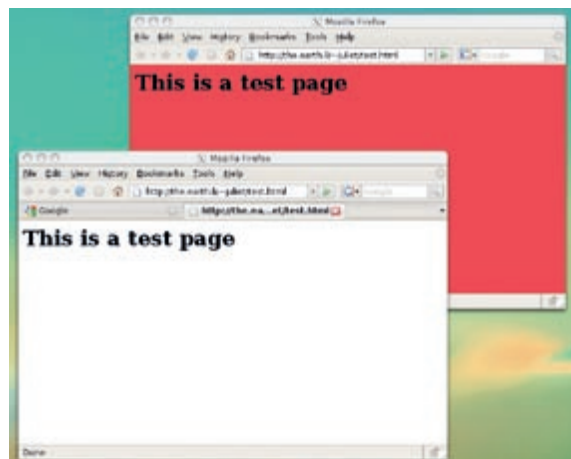 Mozilla Firefox
File Edit View History Bookmarks Tools Help
This is a test page
Mozilla Firefox
File Edit View History Bookmarks Tools Help
Google
This is a test page
Done